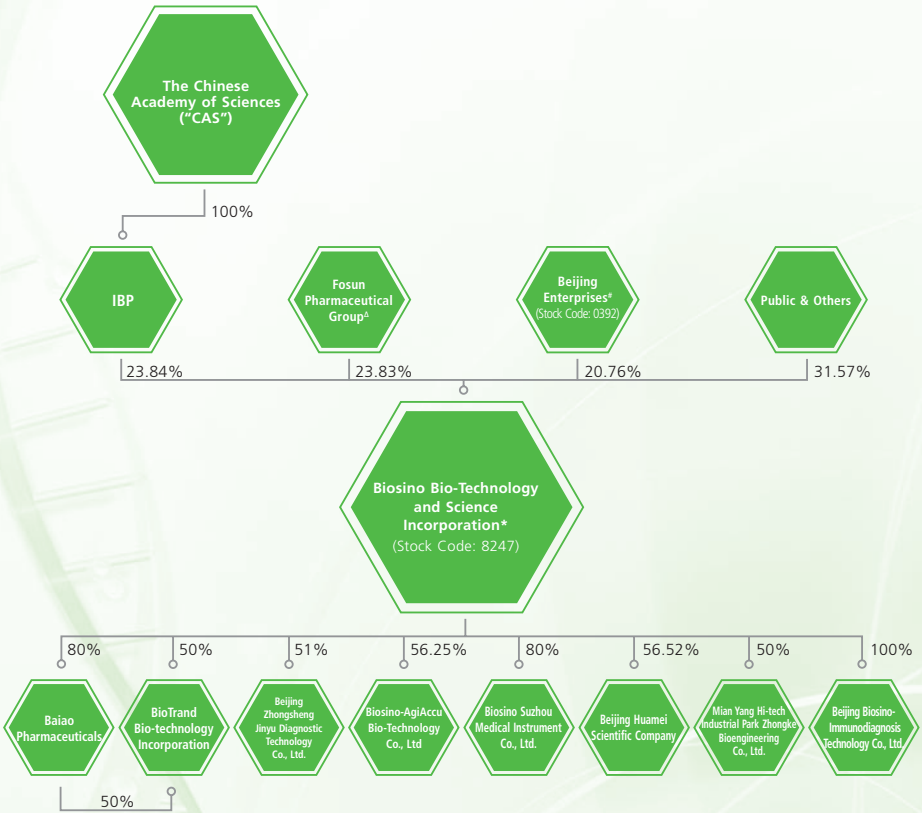 The Chinese
Academy of Sciences
(“CAS”)
100%
IBP
Fosun
Pharmaceutical
Group∆
Beijing
Enterprises#
(Stock Code: 0392)
Public & Others
23.84%
23.83%
20.76%
31.57%
Biosino Bio-Technology
and Science
Incorporation*
(Stock Code: 8247)
80%
50%
51%
56.25%
80%
56.52%
50%
100%
Baiao
Pharmaceuticals
BioTrand
Bio-technology
Incorporation
Beijing
Zhongsheng
Jinyu Diagnostic
Technology
Co., Ltd.
Biosino-AgiAccu
Bio-Technology
Co., Ltd
Biosino Suzhou
Medical Instrument
Co., Ltd.
Beijing Huamei
Scientific Company
Mian Yang Hi-tech
Industrial Park Zhongke
Bioengineering
Co., Ltd.
Beijing Biosino-
Immunodiagnosis
Technology Co., Ltd.
50%